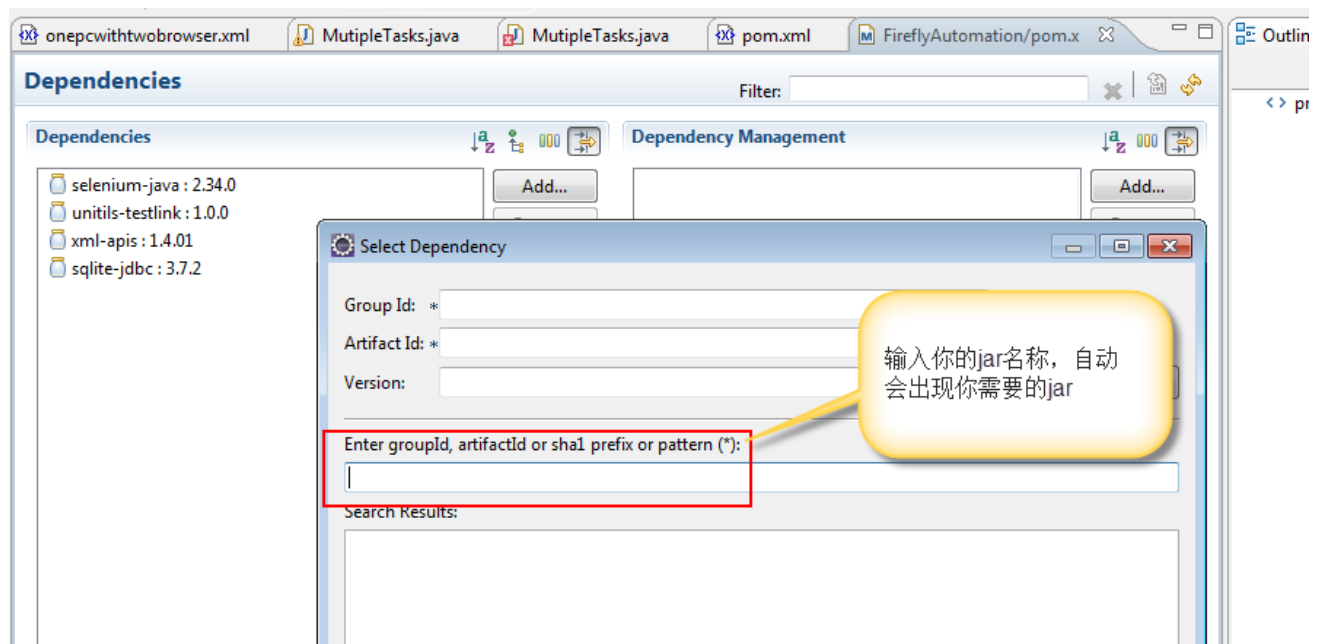 onepcwithtwobrowser.xml MutipleTasks.java MutipleTasks.java pom.xml FireflyAutomation/pom.x Outlin
Dependencies
Filter:
pr
Dependencies
Dependency Management
selenium-java : 2.34.0
unitils-testlink : 1.0.0
xml-apis : 1.4.01
sqlite-jdbc : 3.7.2
Add...
Add...
Select Dependency
Group Id: *
Artifact Id: *
Version:
输入你的jar名称，自动
会出现你需要的jar
Enter groupId, artifactId or sha1 prefix or pattern (*):
Search Results: